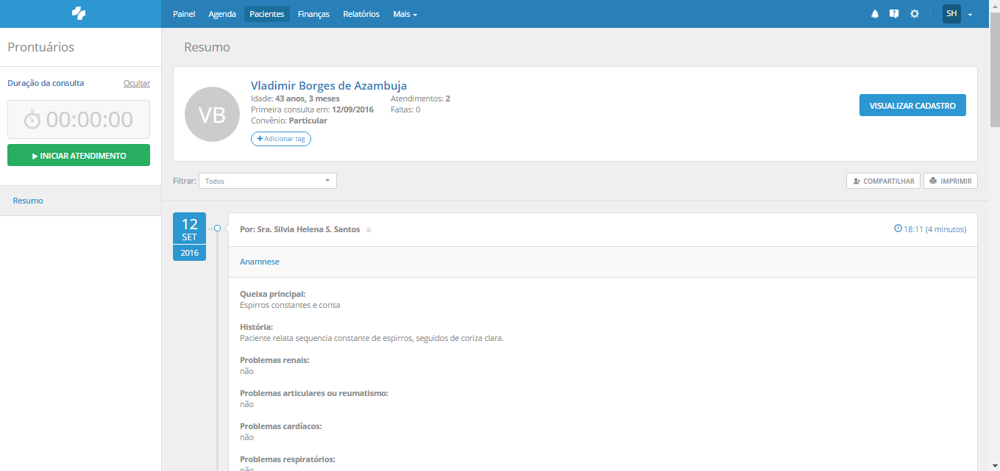 Painel Agenda Pacientes Finanças Relatórios Mais SH
Prontuários
Duração da consulta Ocultar
00:00:00
INICIAR ATENDIMENTO
Resumo
Resumo
VB
Vladimir Borges de Azambuja
Idade: 43 anos, 3 meses Atendimentos: 2
Primeira consulta em: 12/09/2016 Faltas: 0
Convênio: Particular
+ Adicionar tag
VISUALIZAR CADASTRO
Filtrar: Todos COMPARTILHAR IMPRIMIR
12
SET
2016
Por: Sra. Silvia Helena S. Santos 18:11 (4 minutos)
Anamnese
Queixa principal:
Espirros constantes e corisa
História:
Paciente relata sequencia constante de espirros, seguidos de coriza clara.
Problemas renais:
não
Problemas articulares ou reumatismo:
não
Problemas cardíacos:
não
Problemas respiratórios:
não